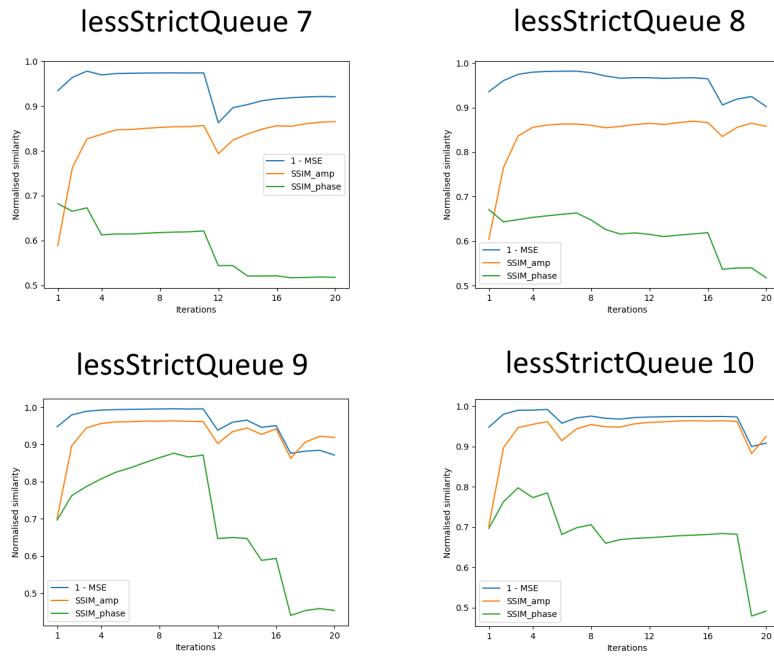 lessStrictQueue 7
1.0
0.9
0.8
0.7
0.6
0.5
Normalised similarity
1 - MSE
SSIM_amp
SSIM_phase
1 4 8 12 16 20
Iterations
lessStrictQueue 8
1.0
0.9
0.8
0.7
0.6
0.5
Normalised similarity
1 - MSE
SSIM_amp
SSIM_phase
1 4 8 12 16 20
Iterations
lessStrictQueue 9
1.0
0.9
0.8
0.7
0.6
0.5
Normalised similarity
1 - MSE
SSIM_amp
SSIM_phase
1 4 8 12 16 20
Iterations
lessStrictQueue 10
1.0
0.9
0.8
0.7
0.6
0.5
Normalised similarity
1 - MSE
SSIM_amp
SSIM_phase
1 4 8 12 16 20
Iterations